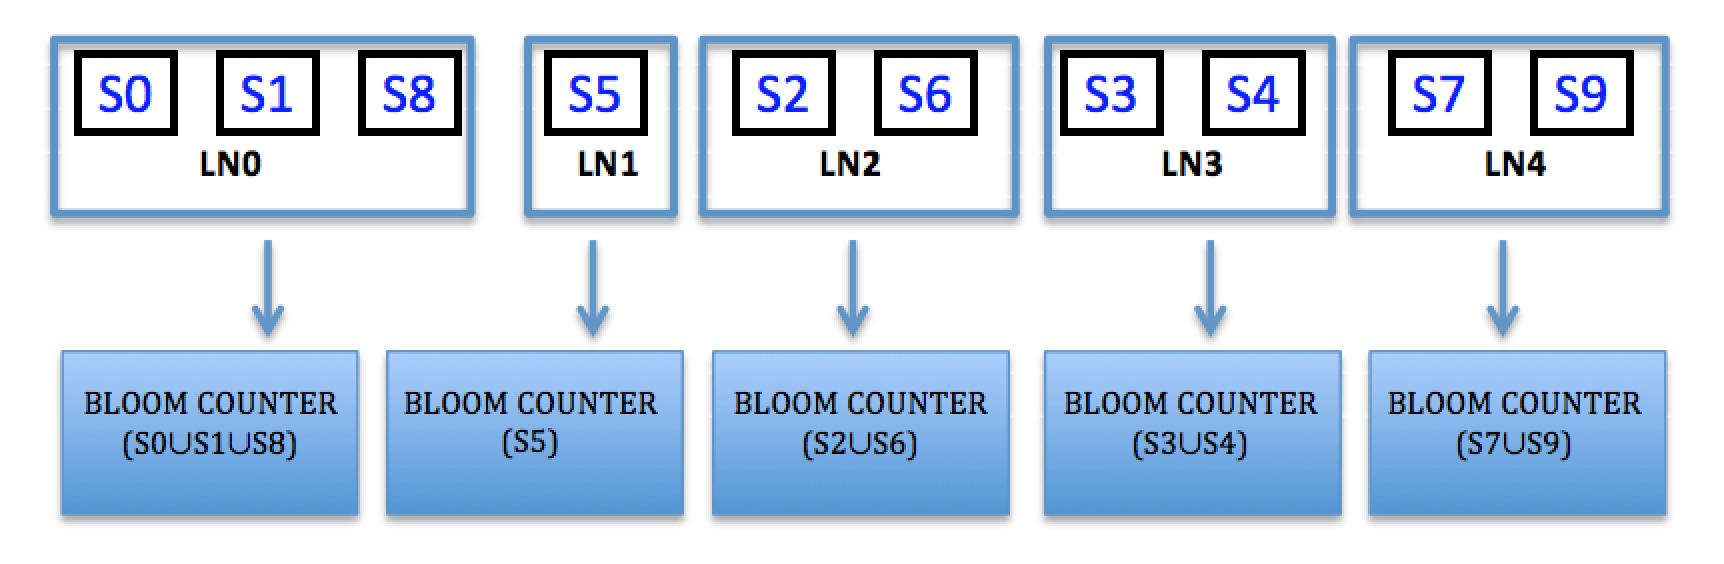 S0 S1 S8 S5 S2 S6 S3 S4 S7 S9
LN0 LN1 LN2 LN3 LN4
BLOOM COUNTER
(S0∪S1∪S8)
BLOOM COUNTER
(S5)
BLOOM COUNTER
(S2∪S6)
BLOOM COUNTER
(S3∪S4)
BLOOM COUNTER
(S7∪S9)